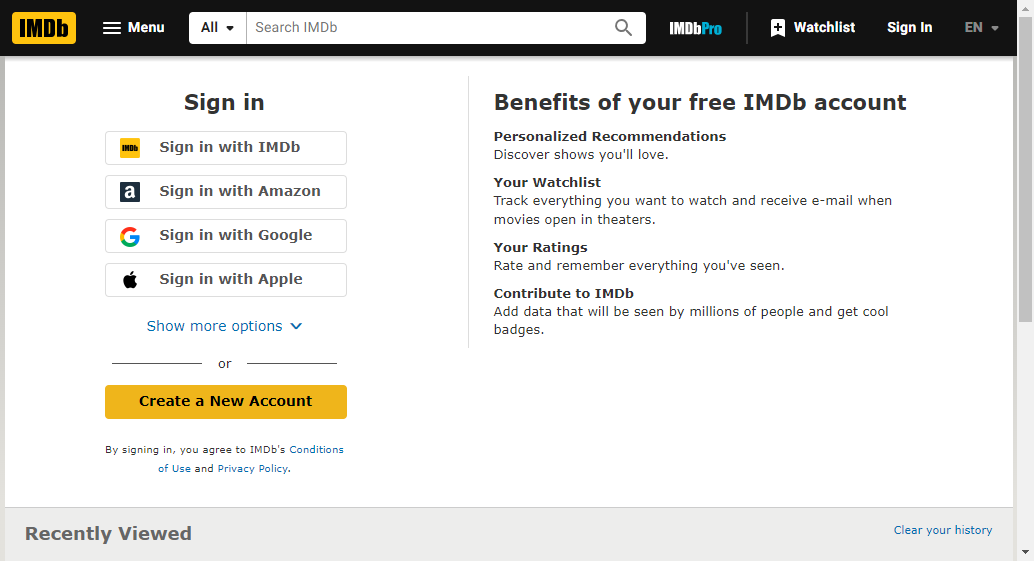 IMDb Menu All Search IMDb IMDbPro Watchlist Sign In EN
Sign in
IMDb Sign in with IMDb
a Sign in with Amazon
G Sign in with Google
Sign in with Apple
Show more options
or
Create a New Account
By signing in, you agree to IMDb's Conditions
of Use and Privacy Policy.
Benefits of your free IMDb account
Personalized Recommendations
Discover shows you'll love.
Your Watchlist
Track everything you want to watch and receive e-mail when
movies open in theaters.
Your Ratings
Rate and remember everything you've seen.
Contribute to IMDb
Add data that will be seen by millions of people and get cool
badges.
Recently Viewed
Clear your history